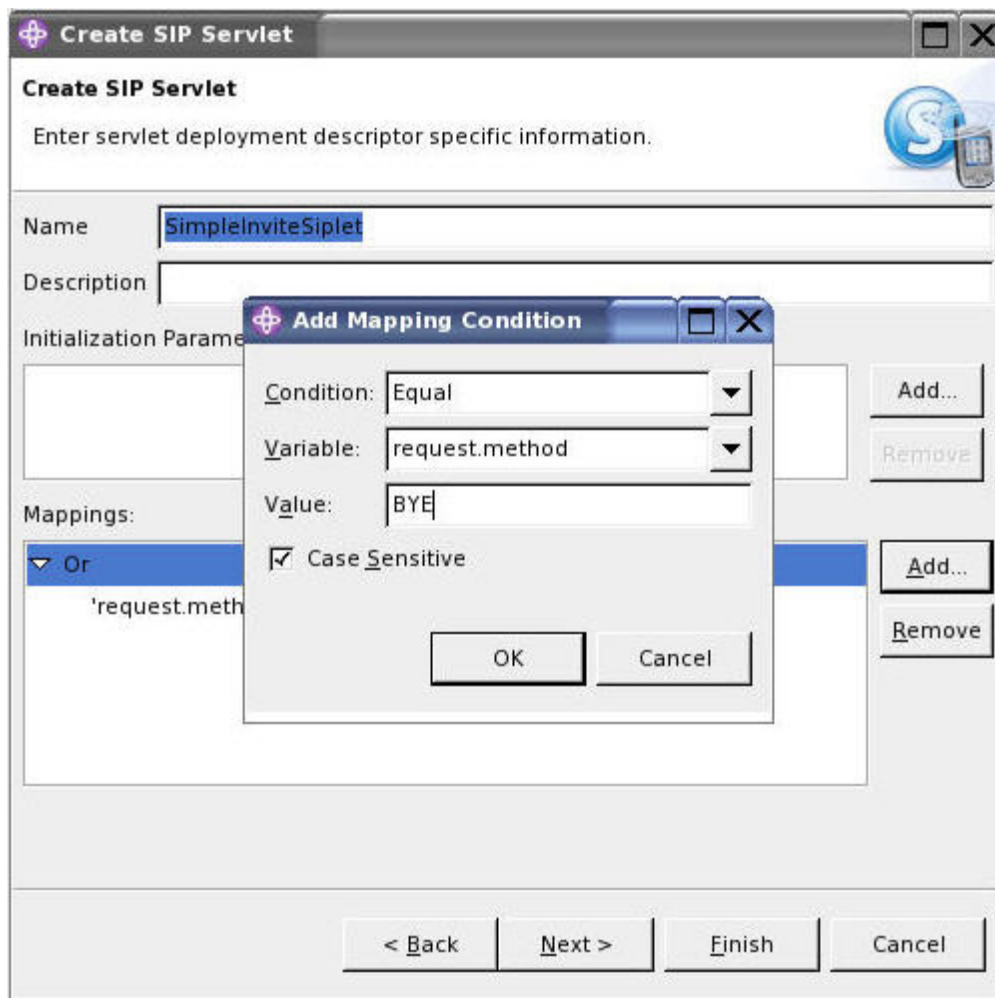 Create SIP Servlet
Create SIP Servlet
Enter servlet deployment descriptor specific information.
Name SimpleInviteSiplet
Description
Initialization Parame
Add Mapping Condition
Condition: Equal
Add...
Variable: request.method
Remove
Value: BYE
Mappings:
Case Sensitive
Or
Add...
'request.meth
Remove
OK Cancel
< Back Next > Finish Cancel